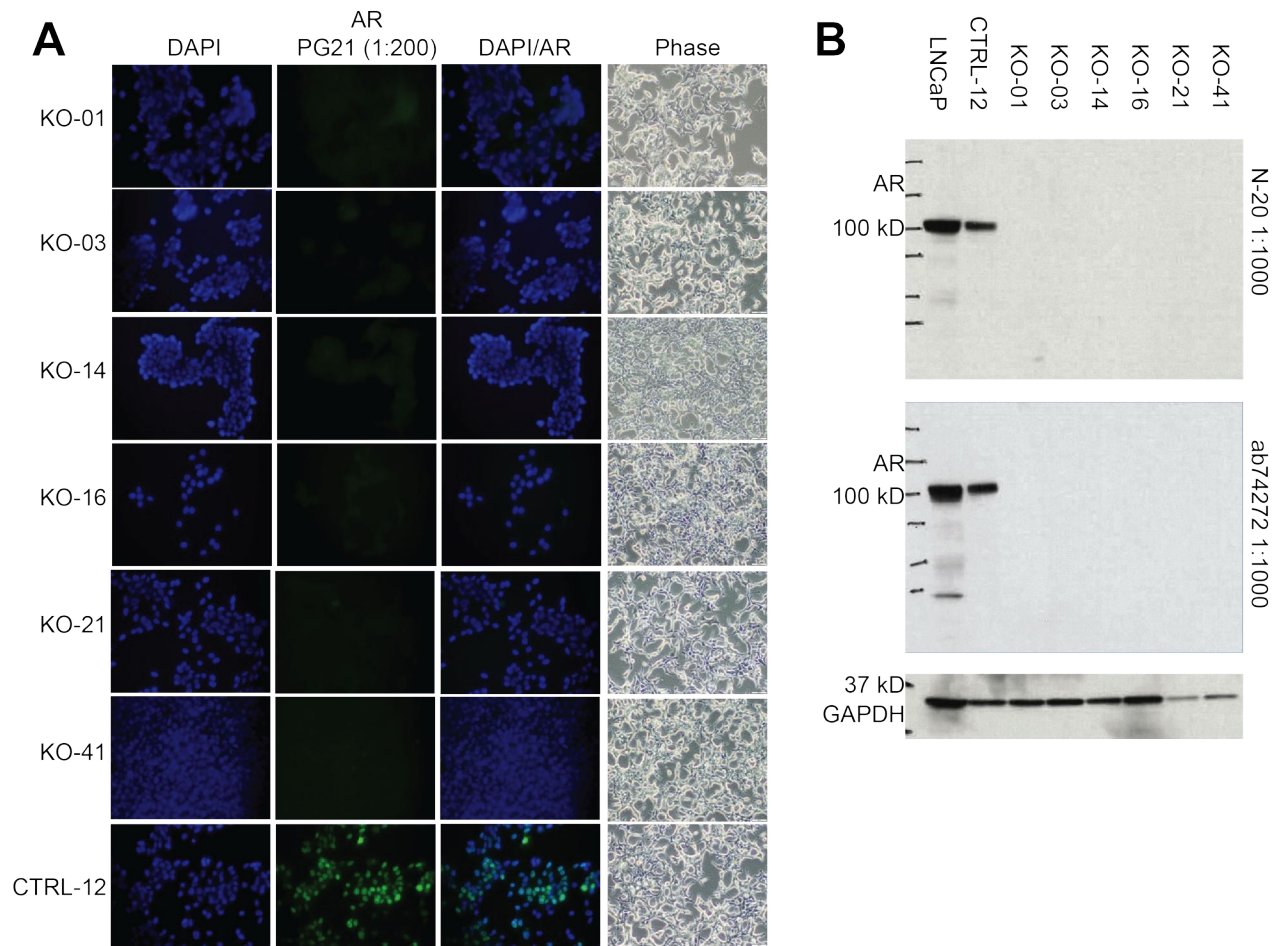 A
DAPI
AR
PG21 (1:200)
DAPI/AR
Phase
KO-01
KO-03
KO-14
KO-16
KO-21
KO-41
CTRL-12
B
LNCaP
CTRL-12
KO-01
KO-03
KO-14
KO-16
KO-21
KO-41
AR
100 kD
N-20 1:1000
AR
100 kD
ab74272 1:1000
37 kD
GAPDH